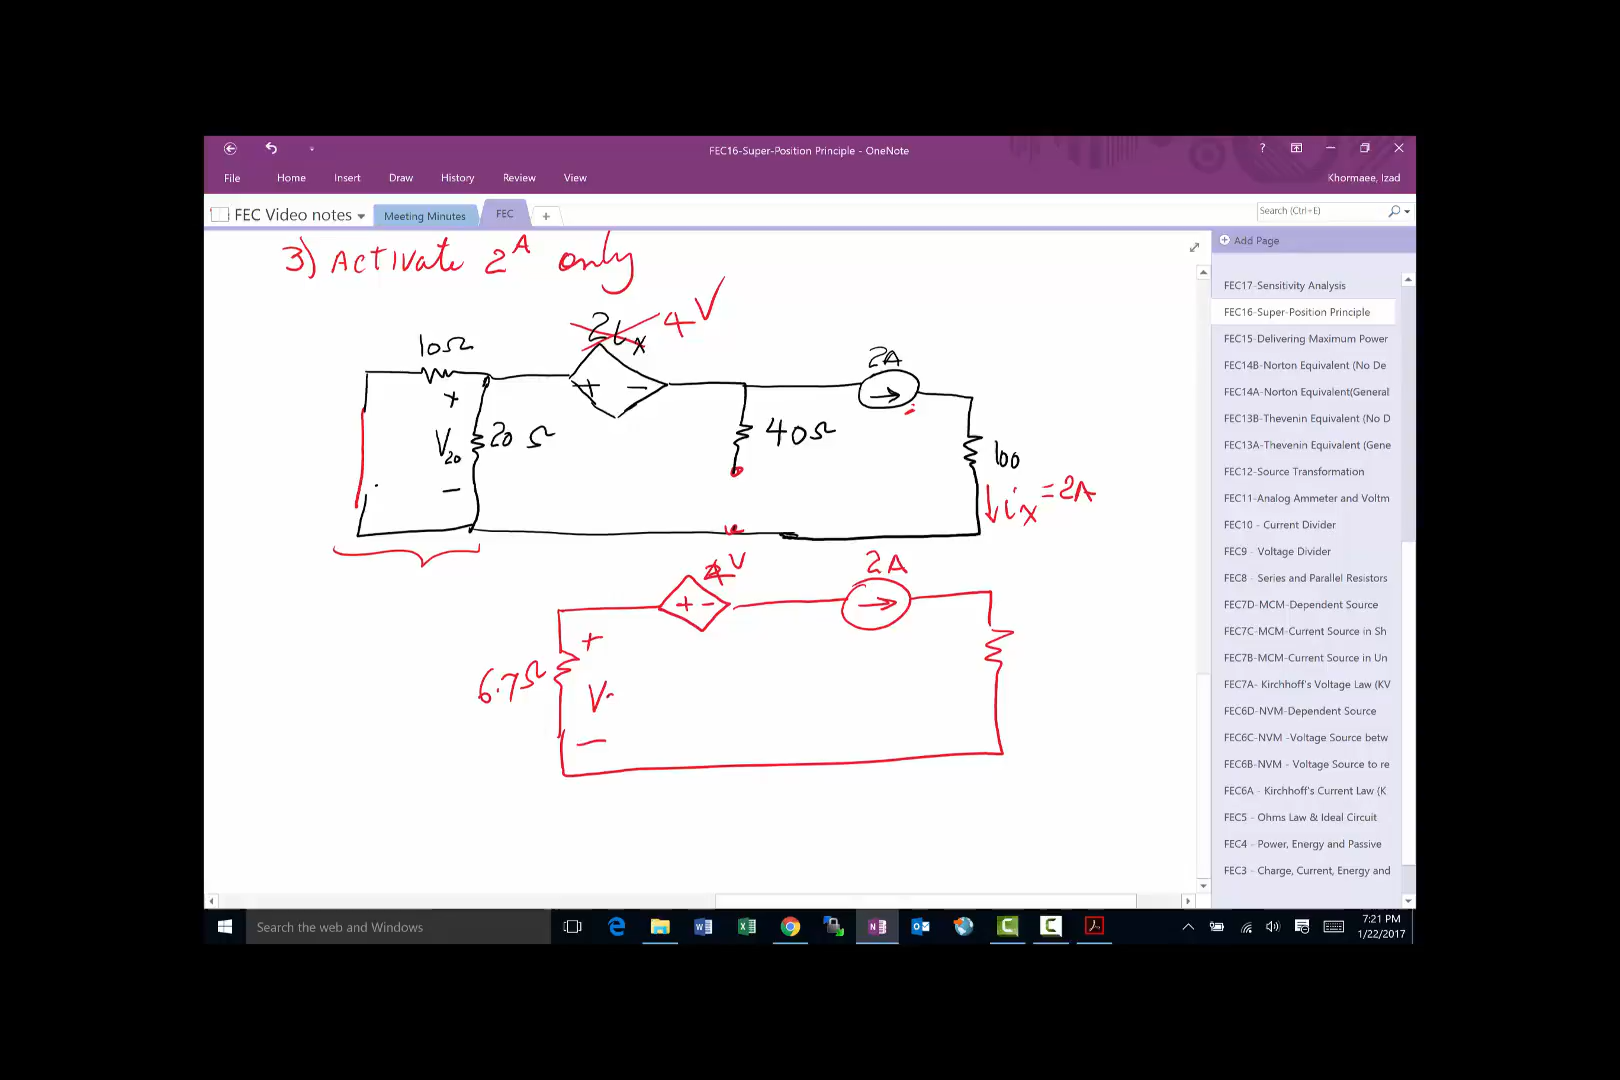 FEC16-Super-Position Principle - OneNote
File Home Insert Draw History Review View
Khormaee, Izad
FEC Video notes
Meeting Minutes
FEC
Search (Ctrl+E)
Add Page
3) Activate 2A only
10Ω
2ix
4V
2A
+
V20
−
20Ω
+ −
40Ω
100
ix = 2A
4V
2A
+ −
6.7Ω
+
V
−
FEC17-Sensitivity Analysis
FEC16-Super-Position Principle
FEC15-Delivering Maximum Power
FEC14B-Norton Equivalent (No De
FEC14A-Norton Equivalent(General
FEC13B-Thevenin Equivalent (No D
FEC13A-Thevenin Equivalent (Gene
FEC12-Source Transformation
FEC11-Analog Ammeter and Voltm
FEC10 - Current Divider
FEC9 - Voltage Divider
FEC8 - Series and Parallel Resistors
FEC7D-MCM-Dependent Source
FEC7C-MCM-Current Source in Sh
FEC7B-MCM-Current Source in Un
FEC7A- Kirchhoff's Voltage Law (KV
FEC6D-NVM-Dependent Source
FEC6C-NVM -Voltage Source betw
FEC6B-NVM - Voltage Source to re
FEC6A - Kirchhoff's Current Law (K
FEC5 - Ohms Law & Ideal Circuit
FEC4 - Power, Energy and Passive
FEC3 - Charge, Current, Energy and
Search the web and Windows
7:21 PM
1/22/2017